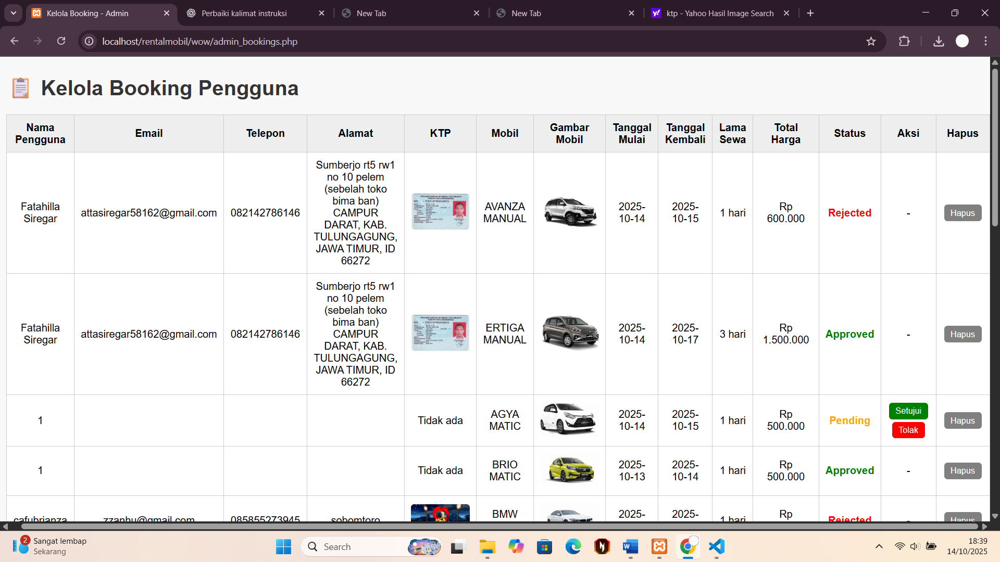 Kelola Booking - Admin
Perbaiki kalimat instruksi
New Tab
New Tab
ktp - Yahoo Hasil Image Search
localhost/rentalmobil/wow/admin_bookings.php
Kelola Booking Pengguna
Nama Pengguna Email Telepon Alamat KTP Mobil Gambar Mobil Tanggal Mulai Tanggal Kembali Lama Sewa Total Harga Status Aksi Hapus
Fatahilla Siregar
attasiregar58162@gmail.com
082142786146
Sumberjo rt5 rw1
no 10 pelem
(sebelah toko
bima ban)
CAMPUR
DARAT, KAB.
TULUNGAGUNG,
JAWA TIMUR, ID
66272
AVANZA
MANUAL
2025-
10-14
2025-
10-15
1 hari
Rp
600.000
Rejected
-
Hapus
Fatahilla
Siregar
attasiregar58162@gmail.com
082142786146
Sumberjo rt5 rw1
no 10 pelem
(sebelah toko
bima ban)
CAMPUR
DARAT, KAB.
TULUNGAGUNG,
JAWA TIMUR, ID
66272
ERTIGA
MANUAL
2025-
10-14
2025-
10-17
3 hari
Rp
1.500.000
Approved
-
Hapus
1
Tidak ada
AGYA
MATIC
2025-
10-14
2025-
10-15
1 hari
Rp
500.000
Pending
Setujui
Tolak
Hapus
1
Tidak ada
BRIO
MATIC
2025-
10-13
2025-
10-14
1 hari
Rp
500.000
Approved
-
Hapus
cafubrianza
zzanhu@gmail.com
085855273945
sobomtoro
BMW
2025-
2025-
1 hari
Rp
Rejected
-
Hapus
2
Sangat lembap
Sekarang
Search
18:39
14/10/2025